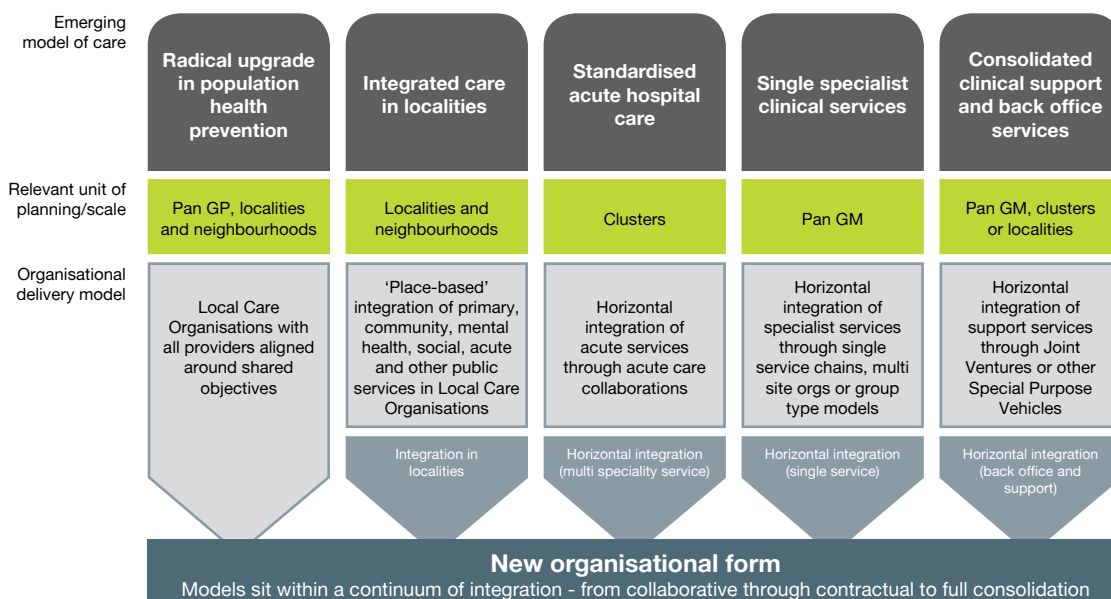 Emerging
model of care
Radical upgrade
in population
health
prevention
Integrated care
in localities
Standardised
acute hospital
care
Single specialist
clinical services
Consolidated
clinical support
and back office
services
Relevant unit of
planning/scale
Pan GP, localities
and neighbourhoods
Localities and
neighbourhoods
Clusters
Pan GM
Pan GM, clusters
or localities
Organisational
delivery model
Local Care
Organisations with
all providers aligned
around shared
objectives
‘Place-based’
integration of primary,
community, mental
health, social, acute
and other public
services in Local Care
Organisations
Horizontal
integration of
acute services
through acute care
collaborations
Horizontal
integration of
specialist services
through single
service chains, multi
site orgs or group
type models
Horizontal
integration of
support services
through Joint
Ventures or other
Special Purpose
Vehicles
Integration in
localities
Horizontal integration
(multi speciality service)
Horizontal integration
(single service)
Horizontal integration
(back office and
support)
New organisational form
Models sit within a continuum of integration - from collaborative through contractual to full consolidation